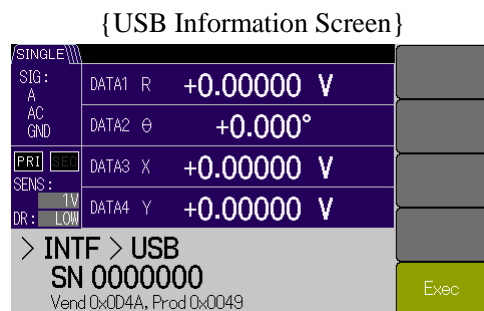 {USB Information Screen}
SINGLE
SIG:
A
AC
GND
PRI SEC
SENS:
1V
DR: LOW
DATA1 R +0.00000 V
DATA2 θ +0.000°
DATA3 X +0.00000 V
DATA4 Y +0.00000 V
> INTF > USB
SN 0000000
Vend 0x0D4A, Prod 0x0049
Exec